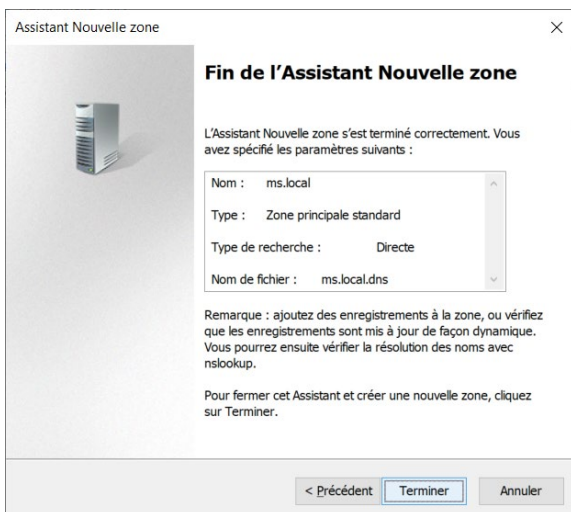 Assistant Nouvelle zone
Fin de l’Assistant Nouvelle zone
L’Assistant Nouvelle zone s’est terminé correctement. Vous
avez spécifié les paramètres suivants :
Nom : ms.local
Type : Zone principale standard
Type de recherche : Directe
Nom de fichier : ms.local.dns
Remarque : ajoutez des enregistrements à la zone, ou vérifiez
que les enregistrements sont mis à jour de façon dynamique.
Vous pourrez ensuite vérifier la résolution des noms avec
nslookup.
Pour fermer cet Assistant et créer une nouvelle zone, cliquez
sur Terminer.
< Précédent Terminer Annuler